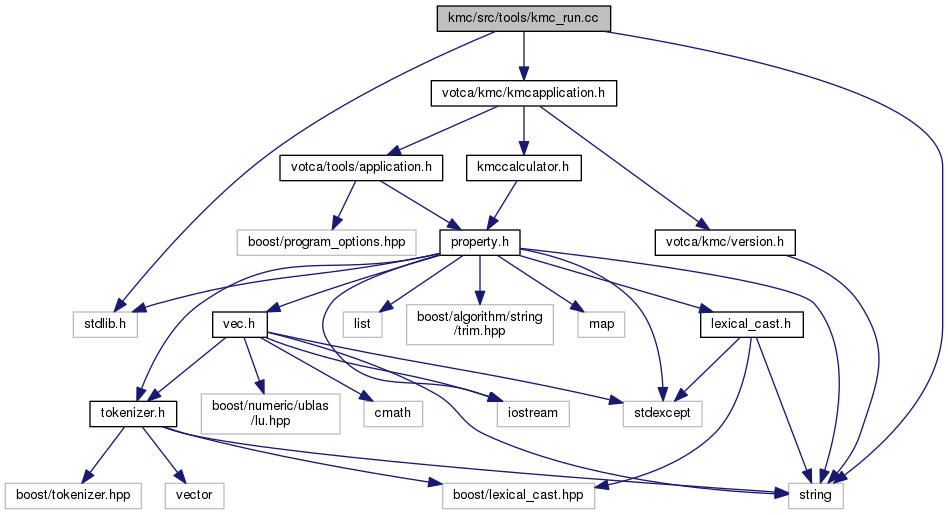 kmc/src/tools/kmc_run.cc
votca/kmc/kmcapplication.h
votca/tools/application.h
kmccalculator.h
boost/program_options.hpp
property.h
votca/kmc/version.h
stdlib.h
vec.h
list
boost/algorithm/string
/trim.hpp
map
lexical_cast.h
tokenizer.h
boost/numeric/ublas
/lu.hpp
cmath
iostream
stdexcept
boost/tokenizer.hpp
vector
boost/lexical_cast.hpp
string